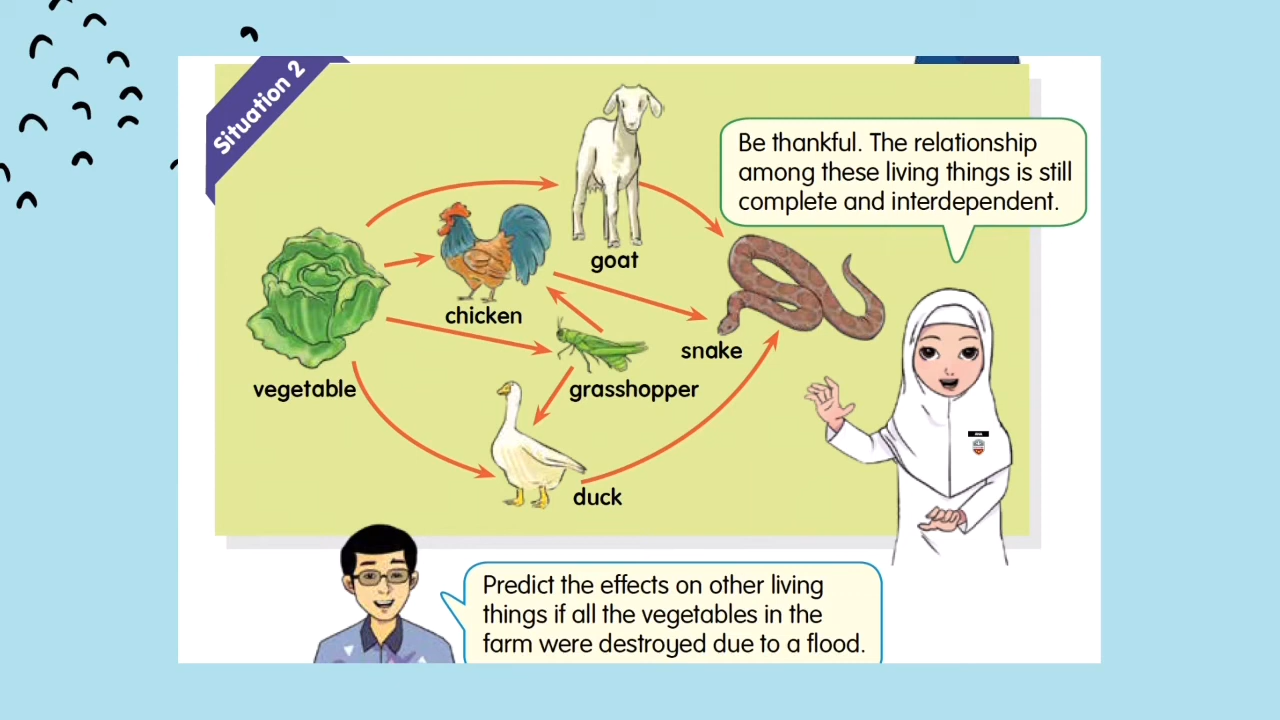 Situation 2
Be thankful. The relationship
among these living things is still
complete and interdependent.
goat
chicken
snake
vegetable
grasshopper
duck
Predict the effects on other living
things if all the vegetables in the
farm were destroyed due to a flood.